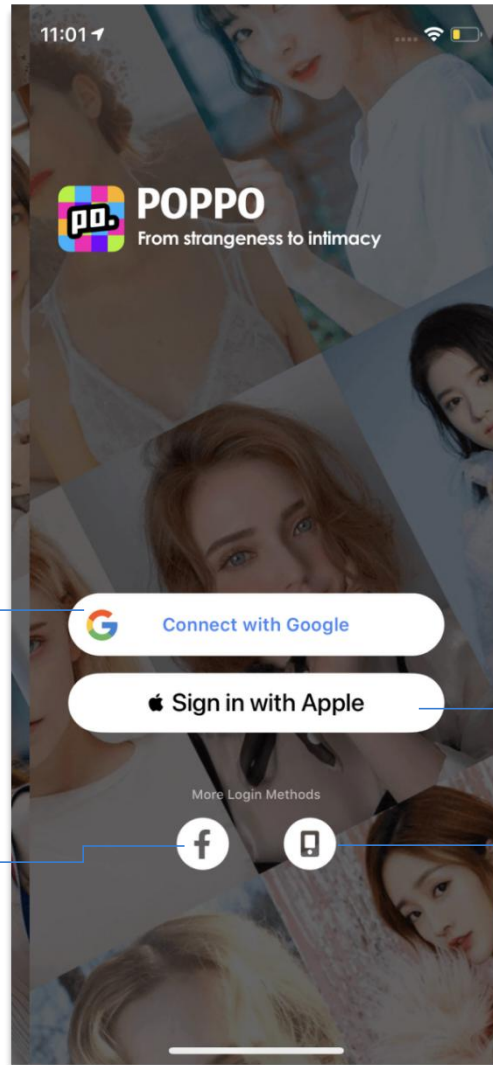 11:01
po.
POPPO
From strangeness to intimacy
Connect with Google
Sign in with Apple
More Login Methods